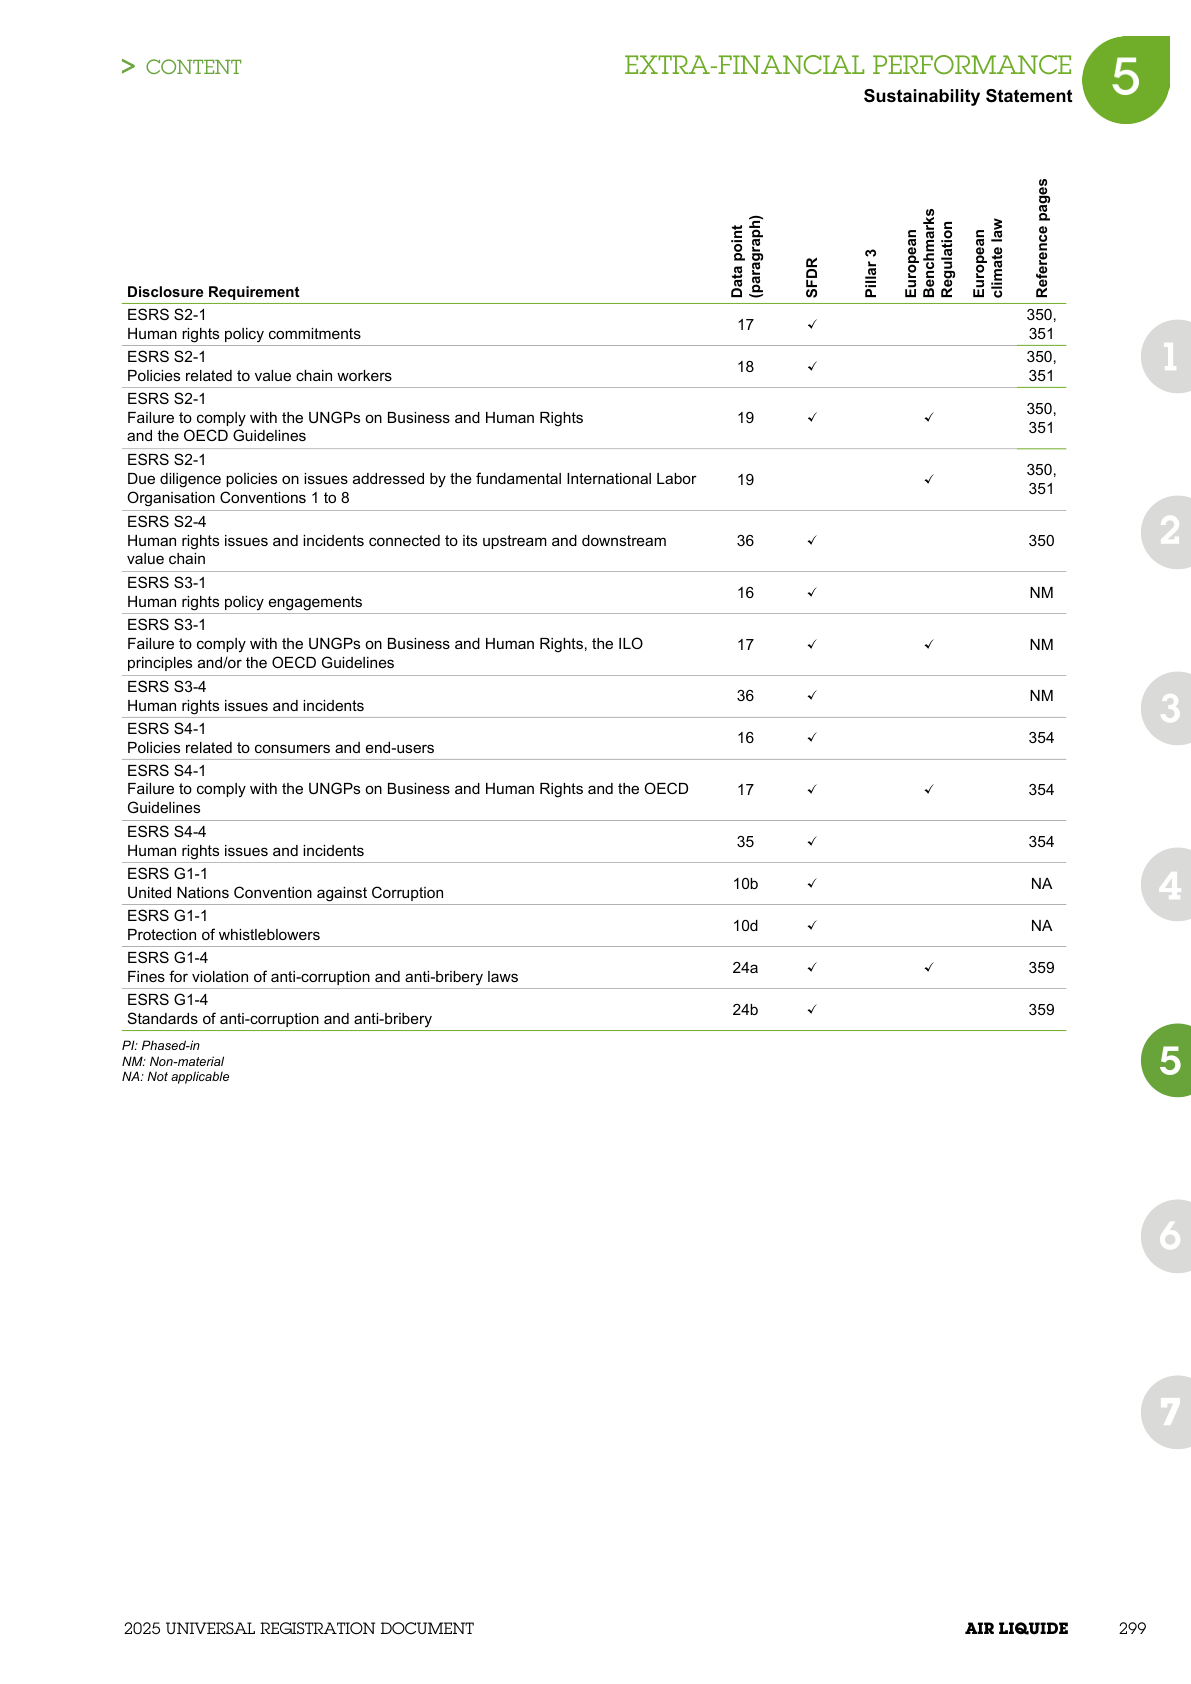 > CONTENT
EXTRA-FINANCIAL PERFORMANCE
Sustainability Statement
5
Disclosure Requirement
Data point
(paragraph)
SFDR
Pillar 3
European
Benchmarks
Regulation
European
climate law
Reference pages
ESRS S2-1
Human rights policy commitments
17 ✓ 350,
351
ESRS S2-1
Policies related to value chain workers
18 ✓ 350,
351
ESRS S2-1
Failure to comply with the UNGPs on Business and Human Rights
and the OECD Guidelines
19 ✓ ✓ 350,
351
ESRS S2-1
Due diligence policies on issues addressed by the fundamental International Labor
Organisation Conventions 1 to 8
19 ✓ 350,
351
ESRS S2-4
Human rights issues and incidents connected to its upstream and downstream
value chain
36 ✓ 350
ESRS S3-1
Human rights policy engagements
16 ✓ NM
ESRS S3-1
Failure to comply with the UNGPs on Business and Human Rights, the ILO
principles and/or the OECD Guidelines
17 ✓ ✓ NM
ESRS S3-4
Human rights issues and incidents
36 ✓ NM
ESRS S4-1
Policies related to consumers and end-users
16 ✓ 354
ESRS S4-1
Failure to comply with the UNGPs on Business and Human Rights and the OECD
Guidelines
17 ✓ ✓ 354
ESRS S4-4
Human rights issues and incidents
35 ✓ 354
ESRS G1-1
United Nations Convention against Corruption
10b ✓ NA
ESRS G1-1
Protection of whistleblowers
10d ✓ NA
ESRS G1-4
Fines for violation of anti-corruption and anti-bribery laws
24a ✓ ✓ 359
ESRS G1-4
Standards of anti-corruption and anti-bribery
24b ✓ 359
PI: Phased-in
NM: Non-material
NA: Not applicable
1
2
3
4
5
6
7
2025 UNIVERSAL REGISTRATION DOCUMENT
AIR LIQUIDE 299